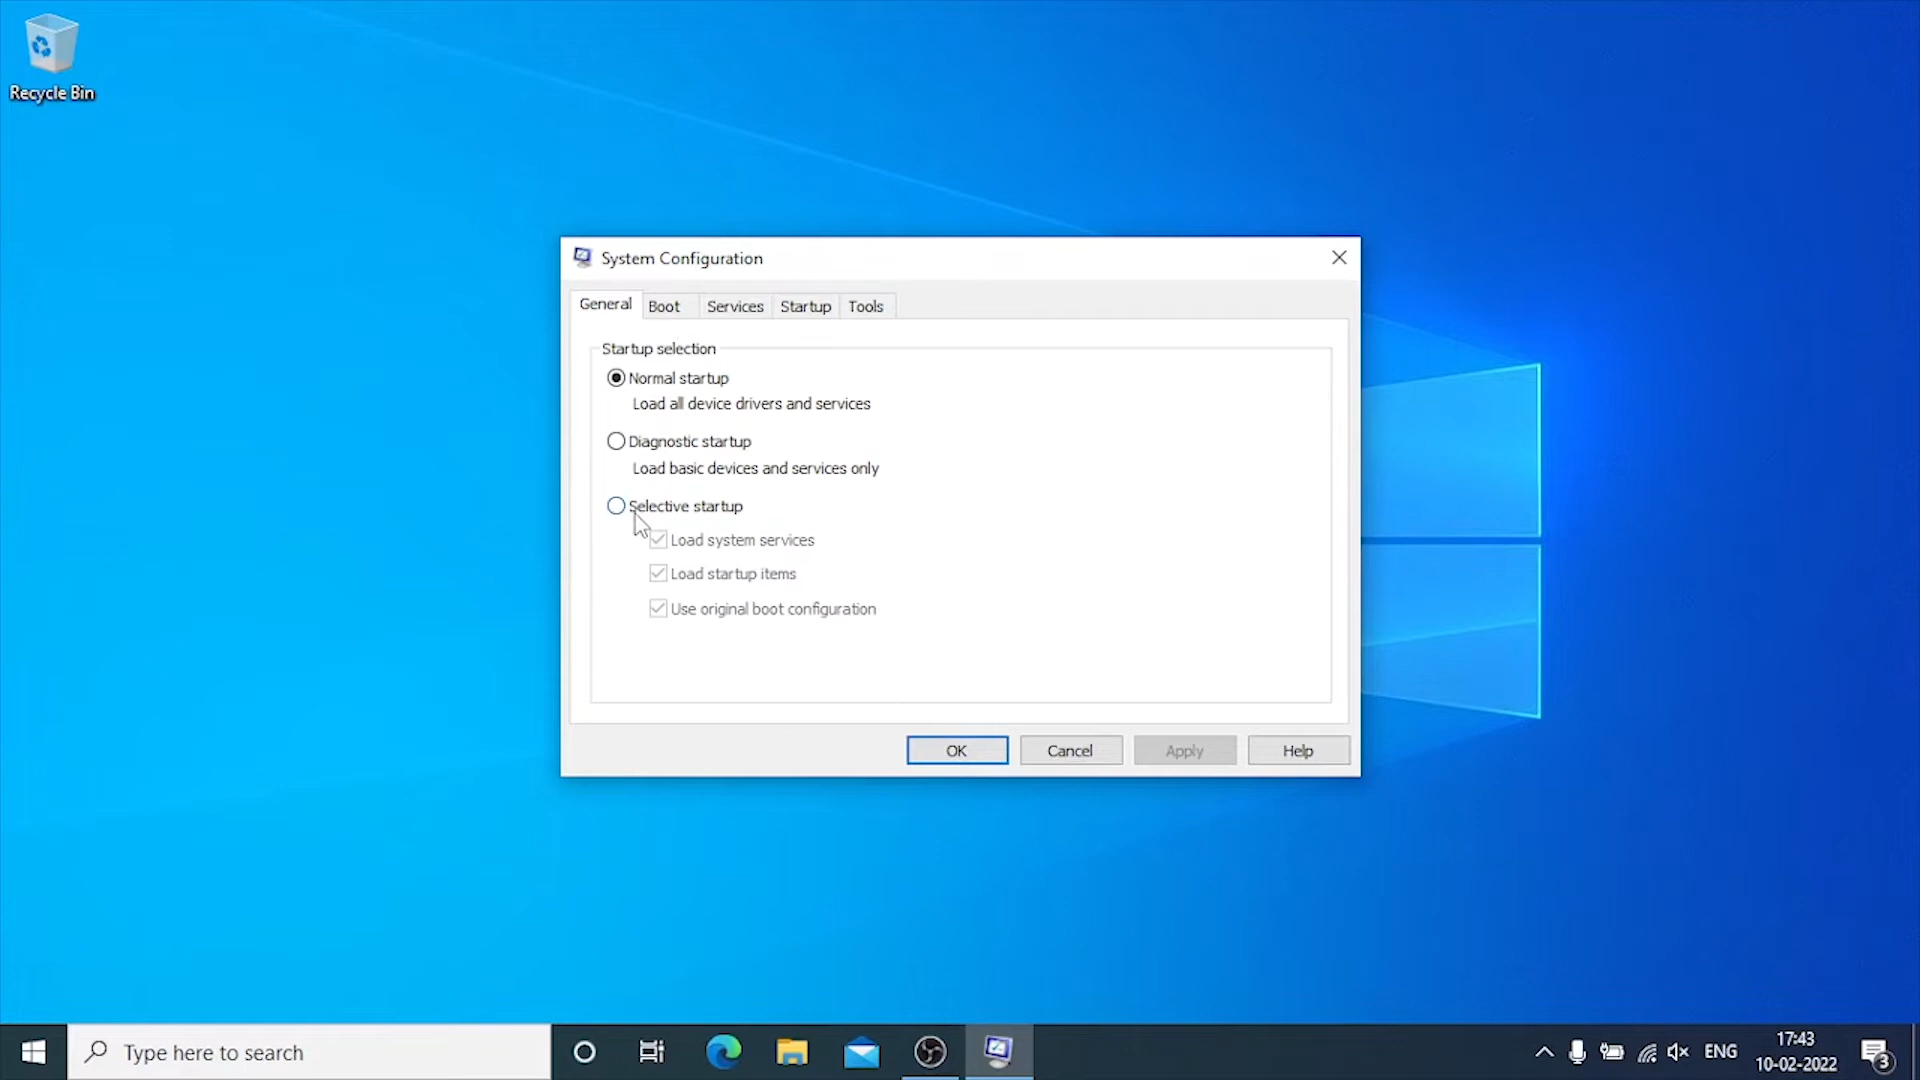 Recycle Bin
System Configuration
General Boot Services Startup Tools
Startup selection
Normal startup
Load all device drivers and services
Diagnostic startup
Load basic devices and services only
Selective startup
Load system services
Load startup items
Use original boot configuration
OK Cancel Apply Help
Type here to search
ENG
17:43
10-02-2022
3